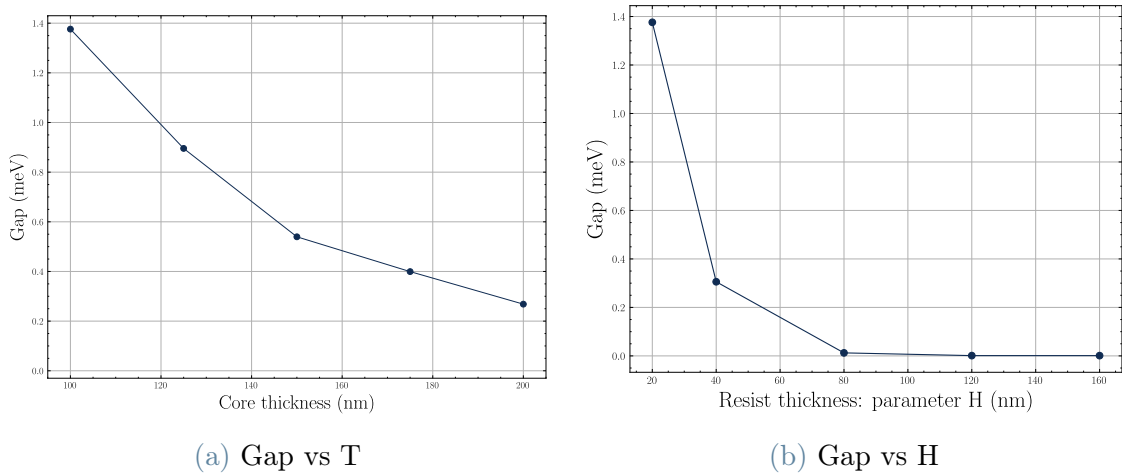 1.4
1.2
1.0
0.8
0.6
0.4
0.2
0.0
Gap (meV)
100 120 140 160 180 200
Core thickness (nm)
(a) Gap vs T
1.4
1.2
1.0
0.8
0.6
0.4
0.2
0.0
Gap (meV)
20 40 60 80 100 120 140 160
Resist thickness: parameter H (nm)
(b) Gap vs H